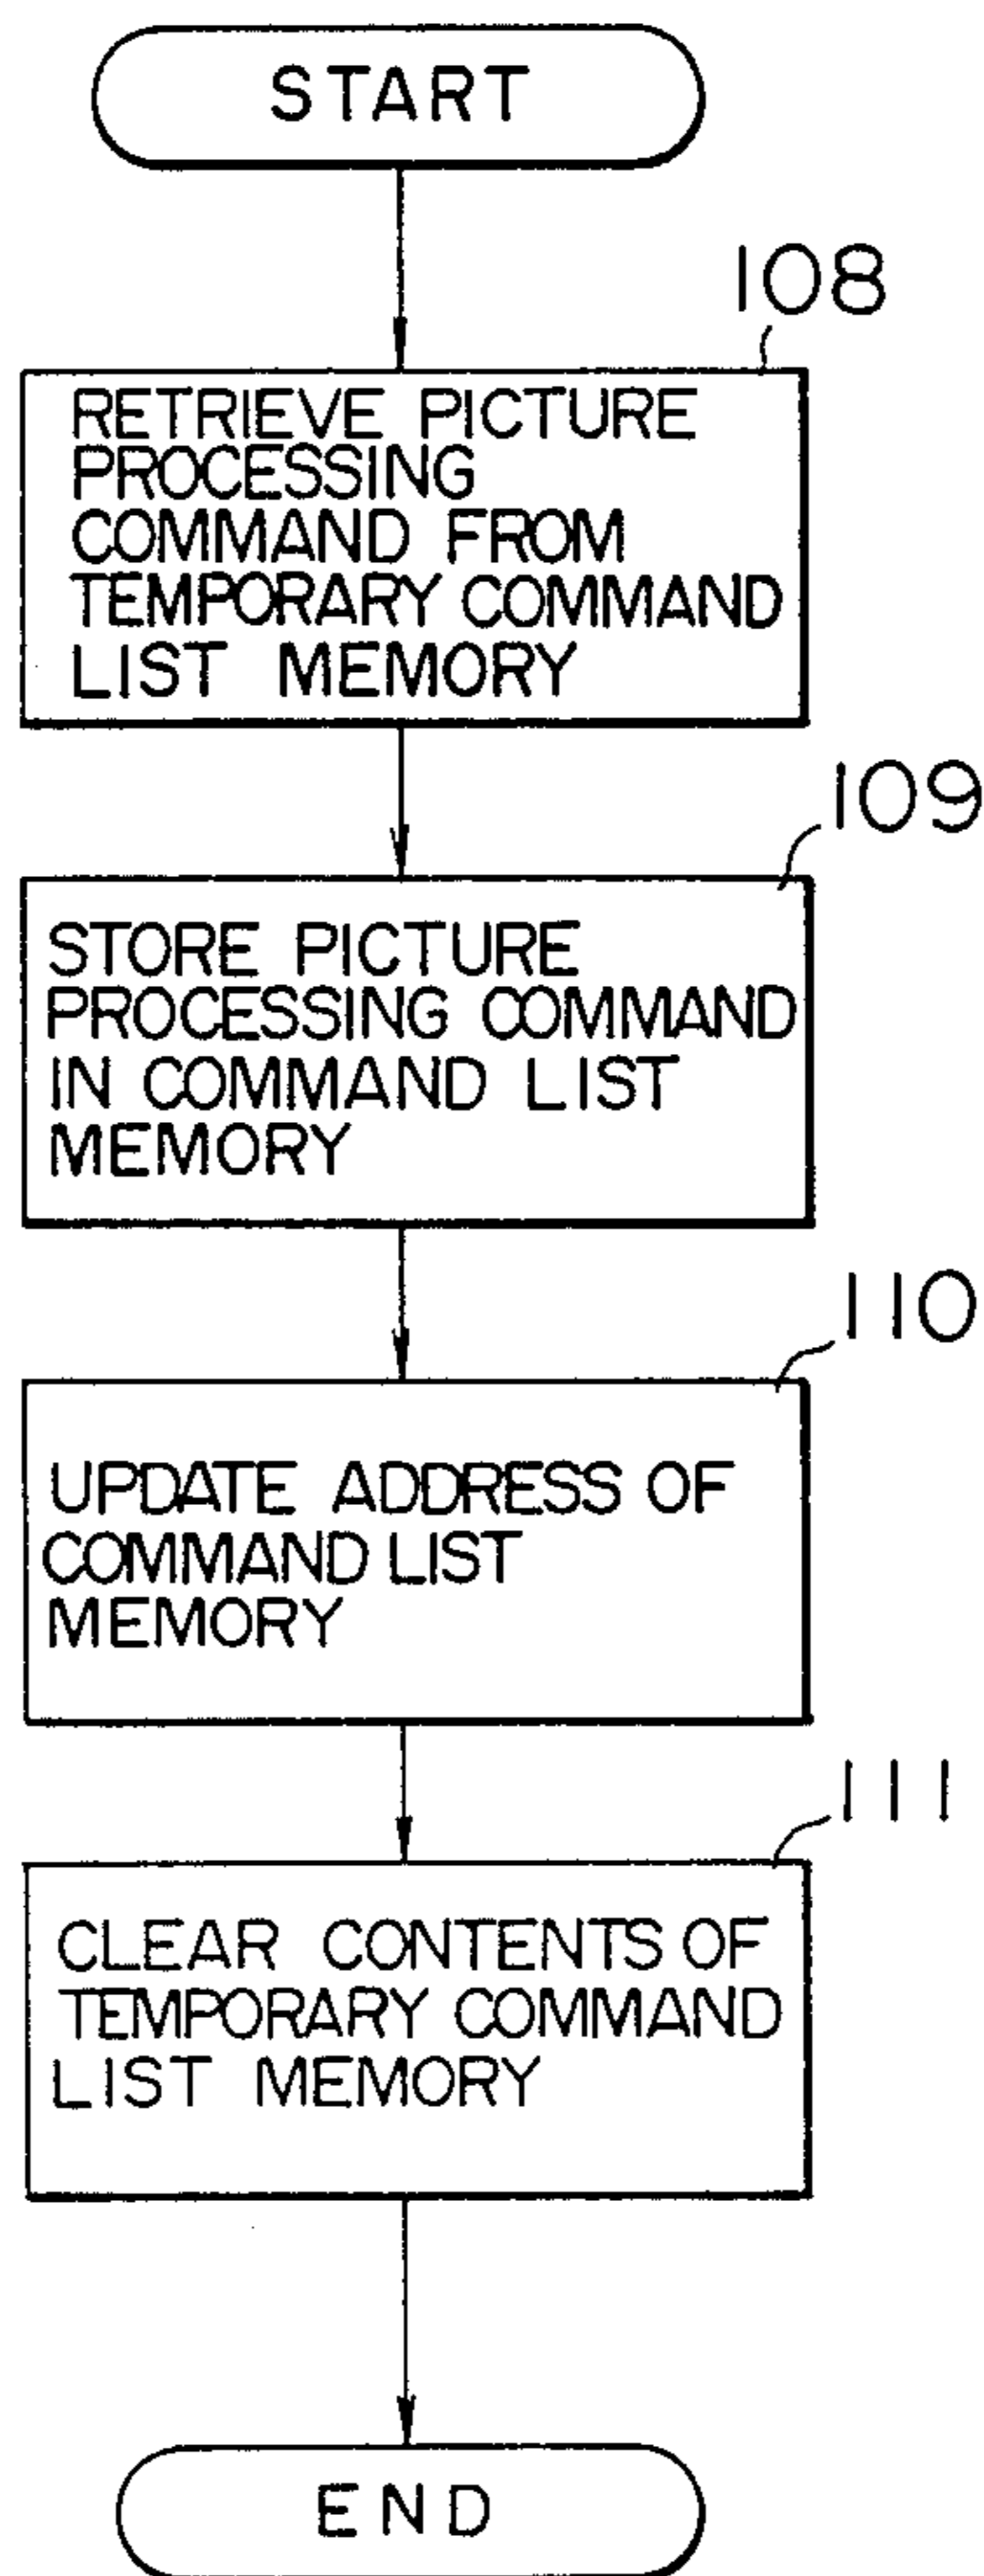 START
108
RETRIEVE PICTURE
PROCESSING
COMMAND FROM
TEMPORARY COMMAND
LIST MEMORY
109
STORE PICTURE
PROCESSING COMMAND
IN COMMAND LIST
MEMORY
110
UPDATE ADDRESS OF
COMMAND LIST
MEMORY
111
CLEAR CONTENTS OF
TEMPORARY COMMAND
LIST MEMORY
END